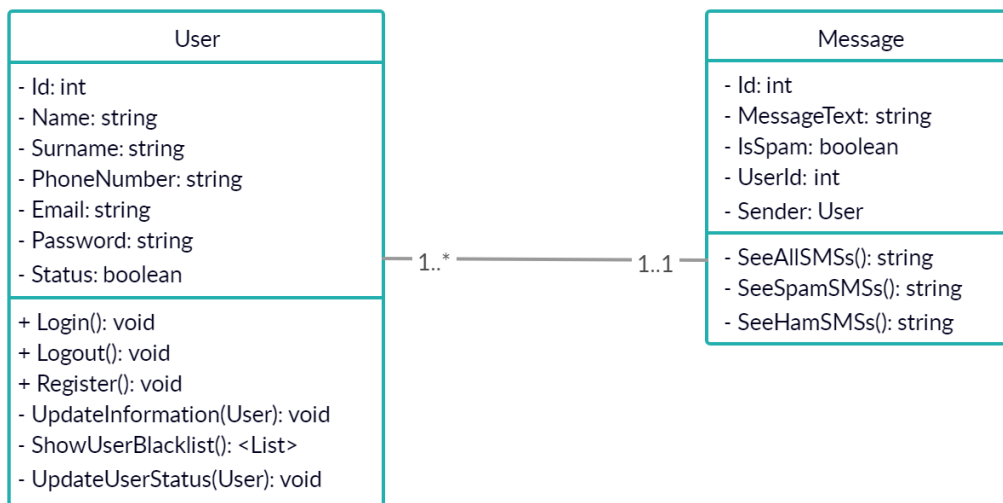 User
- Id: int
- Name: string
- Surname: string
- PhoneNumber: string
- Email: string
- Password: string
- Status: boolean
+ Login(): void
+ Logout(): void
+ Register(): void
- UpdateInformation(User): void
- ShowUserBlacklist(): <List>
- UpdateUserStatus(User): void
1..*
1..1
Message
- Id: int
- MessageText: string
- IsSpam: boolean
- UserId: int
- Sender: User
- SeeAllSMSs(): string
- SeeSpamSMSs(): string
- SeeHamSMSs(): string